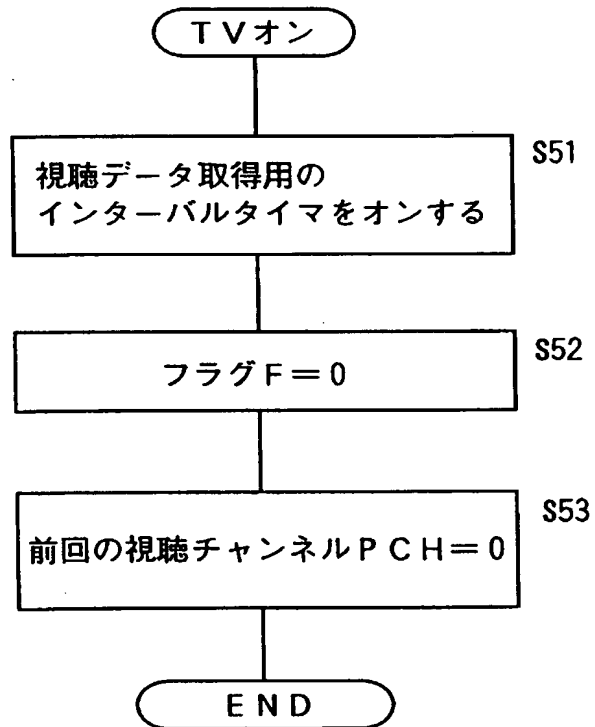 TVオン
S51
視聴データ取得用の
インターバルタイマをオンする
S52
フラグF=0
S53
前回の視聴チャンネルPCH=0
END